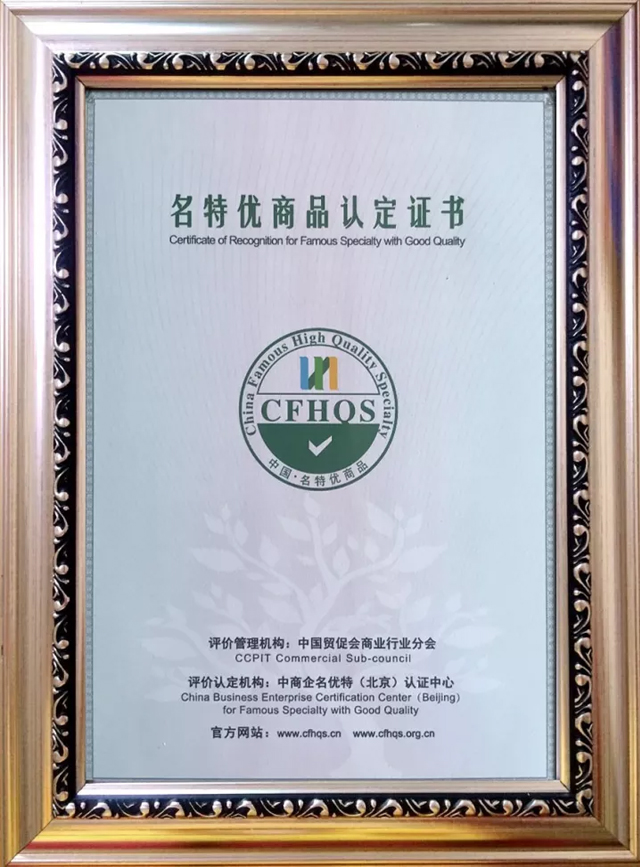 名特优商品认定证书
Certificate of Recognition for Famous Specialty with Good Quality
China Famous High Quality Specialty
CFHQS
中国·名特优商品
评价管理机构：中国贸促会商业行业分会
CCPIT Commercial Sub-council
评价认定机构：中商企名优特（北京）认证中心
China Business Enterprise Certification Center（Beijing）
for Famous Specialty with Good Quality
官方网站：www.cfhqs.cn www.cfhqs.org.cn